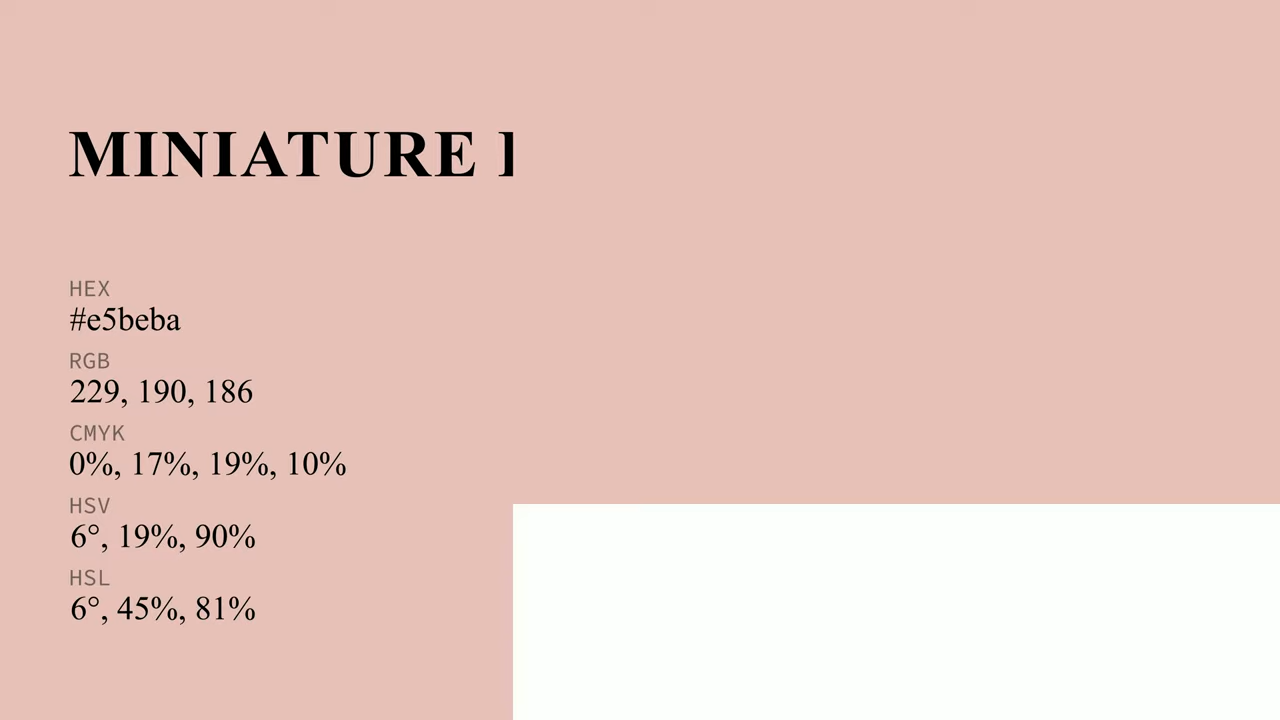 MINIATURE
HEX
#e5beba
RGB
229, 190, 186
CMYK
0%, 17%, 19%, 10%
HSV
6°, 19%, 90%
HSL
6°, 45%, 81%